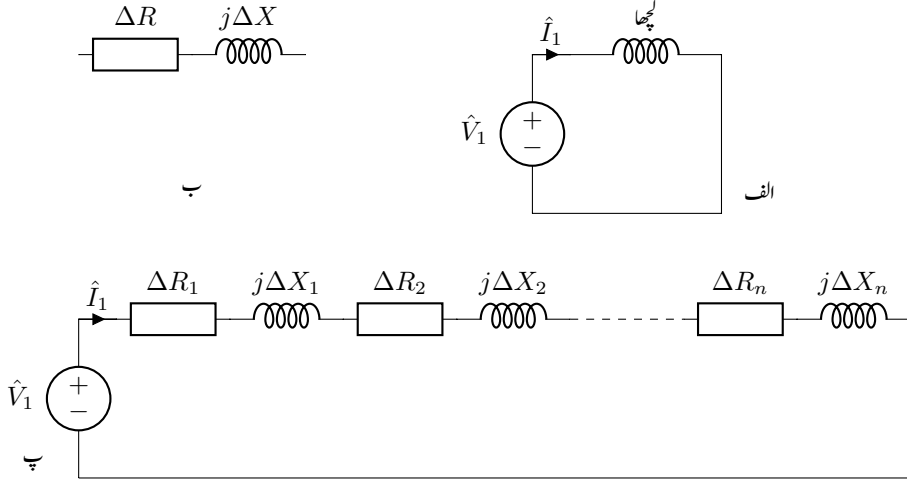 ΔR jΔX
لچھا
Î₁
V̂₁ + −
ب
الف
ΔR₁ jΔX₁ ΔR₂ jΔX₂ ΔRₙ jΔXₙ
Î₁
V̂₁ + −
پ